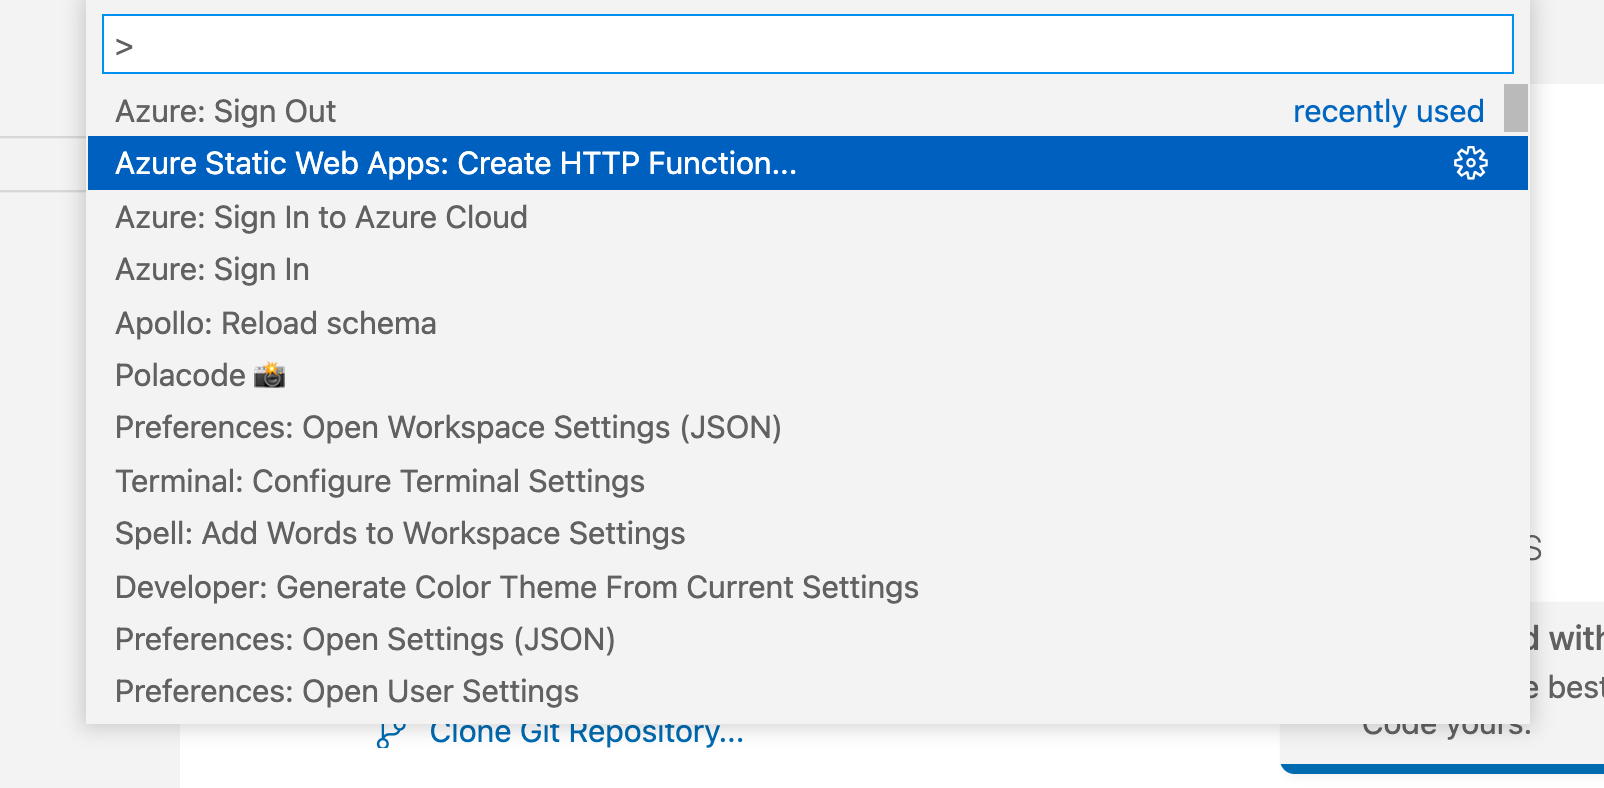 >
Azure: Sign Out recently used
Azure Static Web Apps: Create HTTP Function...
Azure: Sign In to Azure Cloud
Azure: Sign In
Apollo: Reload schema
Polacode 📸
Preferences: Open Workspace Settings (JSON)
Terminal: Configure Terminal Settings
Spell: Add Words to Workspace Settings
Developer: Generate Color Theme From Current Settings
Preferences: Open Settings (JSON)
with
Preferences: Open User Settings
best
Clone Git Repository...
Code yours.